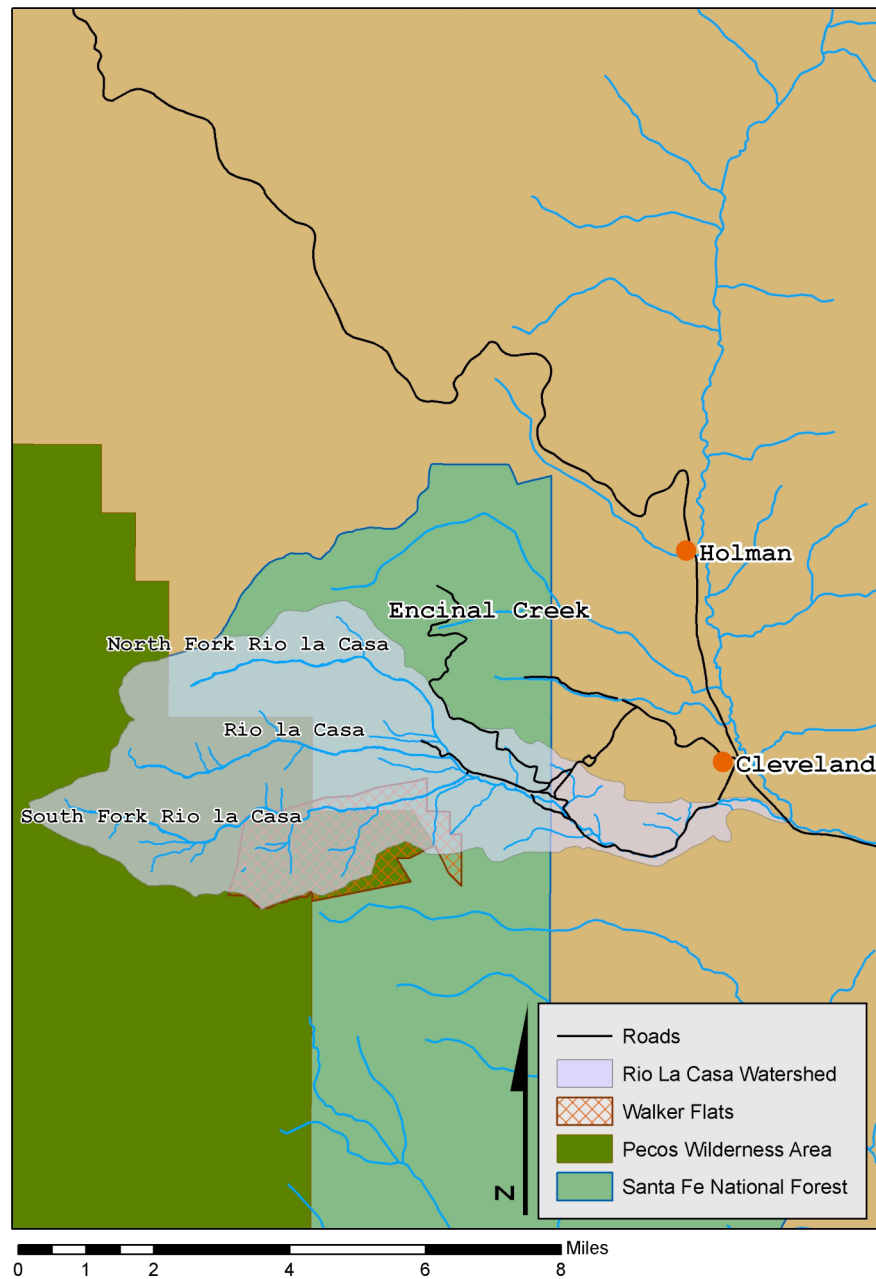 Holman
Encinal Creek
North Fork Rio la Casa
Rio la Casa
Cleveland
South Fork Rio la Casa
Roads
Rio La Casa Watershed
Walker Flats
Pecos Wilderness Area
Santa Fe National Forest
N
Miles
0 1 2 4 6 8